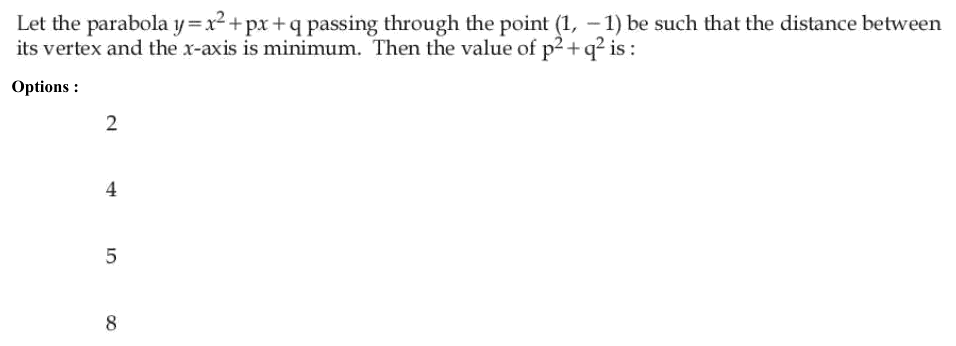 Let the parabola y=x²+px+q passing through the point (1, −1) be such that the distance between
its vertex and the x-axis is minimum. Then the value of p²+q² is :
Options :
2
4
5
8